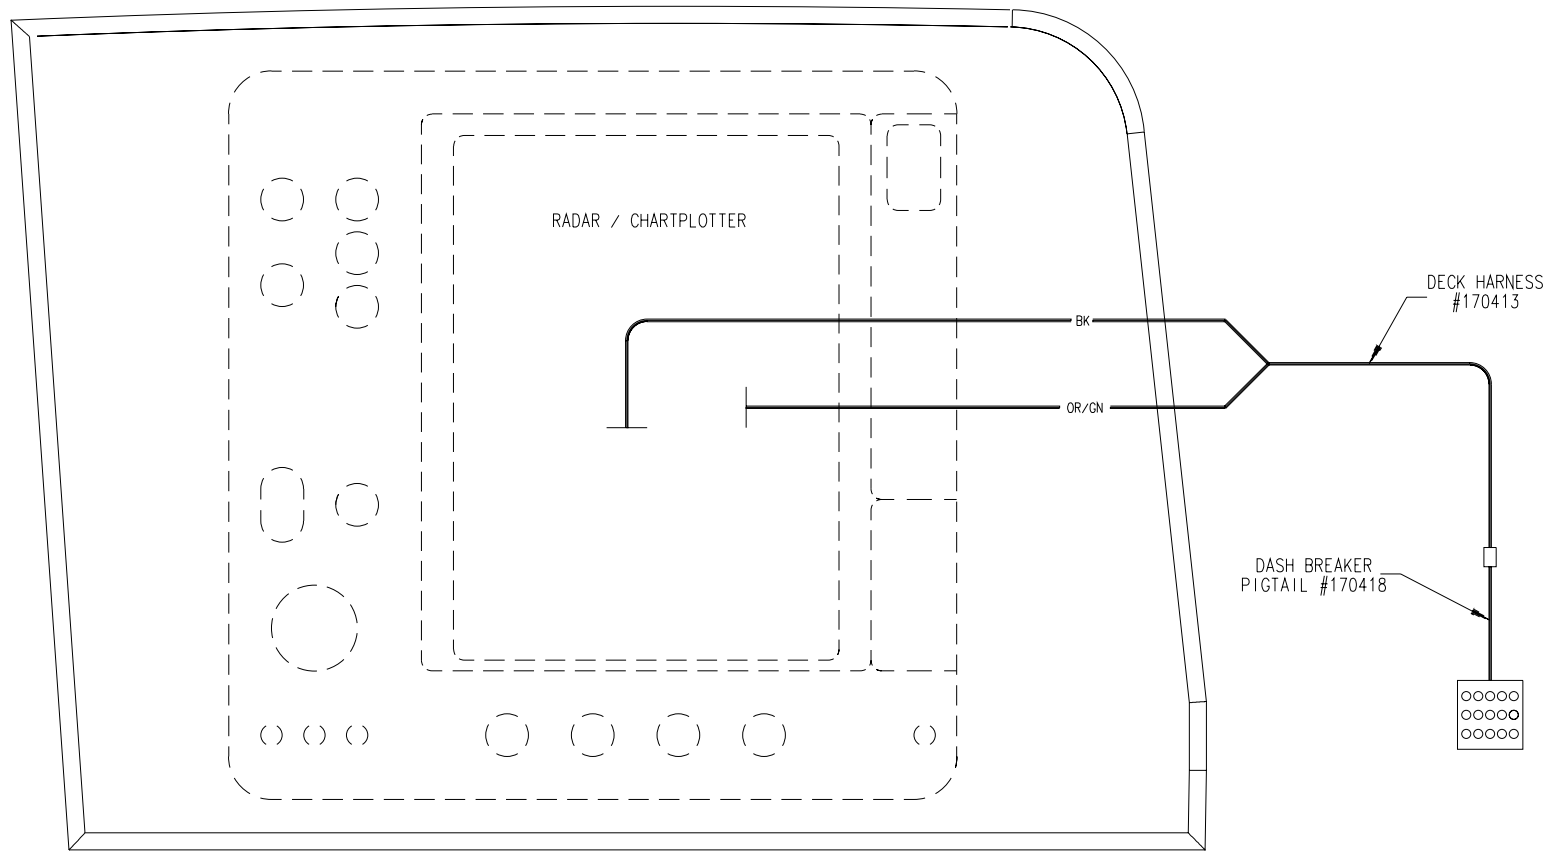 RADAR / CHARTPLOTTER
DECK HARNESS
#170413
BK
OR/GN
DASH BREAKER
PIGTAIL #170418